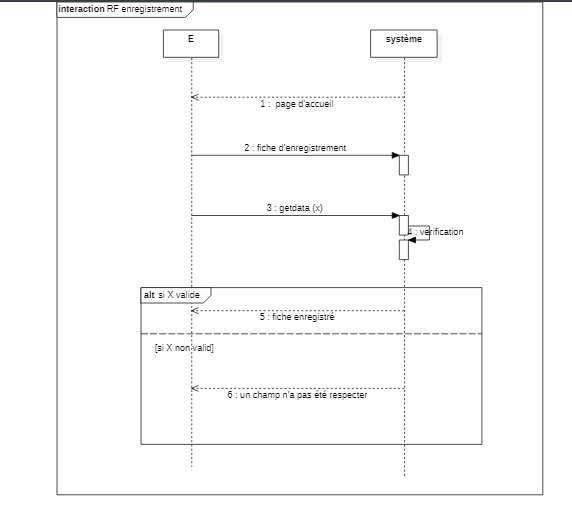 interaction RF enregistrement
E
système
1 : page d'accueil
2 : fiche d'enregistrement
3 : getdata (x)
4 : verification
alt si X valide
5 : fiche enregistré
[si X non valid]
6 : un champ n'a pas été respecter